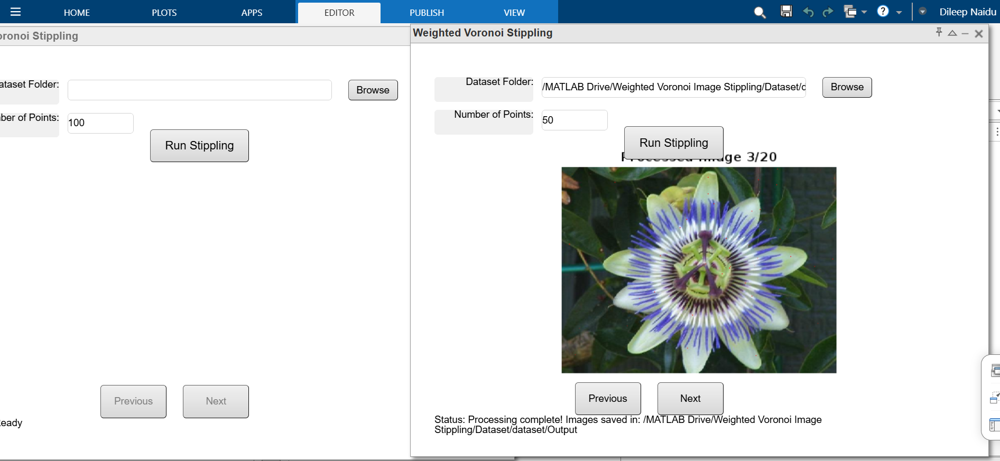 HOME PLOTS APPS EDITOR PUBLISH VIEW Dileep Naidu
oronoi Stippling
ataset Folder:
Browse
ber of Points:
100
Run Stippling
Previous
Next
eady
Weighted Voronoi Stippling
Dataset Folder:
/MATLAB Drive/Weighted Voronoi Image Stippling/Dataset/d
Browse
Number of Points:
50
Run Stippling
Processed Image 3/20
Previous
Next
Status: Processing complete! Images saved in: /MATLAB Drive/Weighted Voronoi Image
Stippling/Dataset/dataset/Output